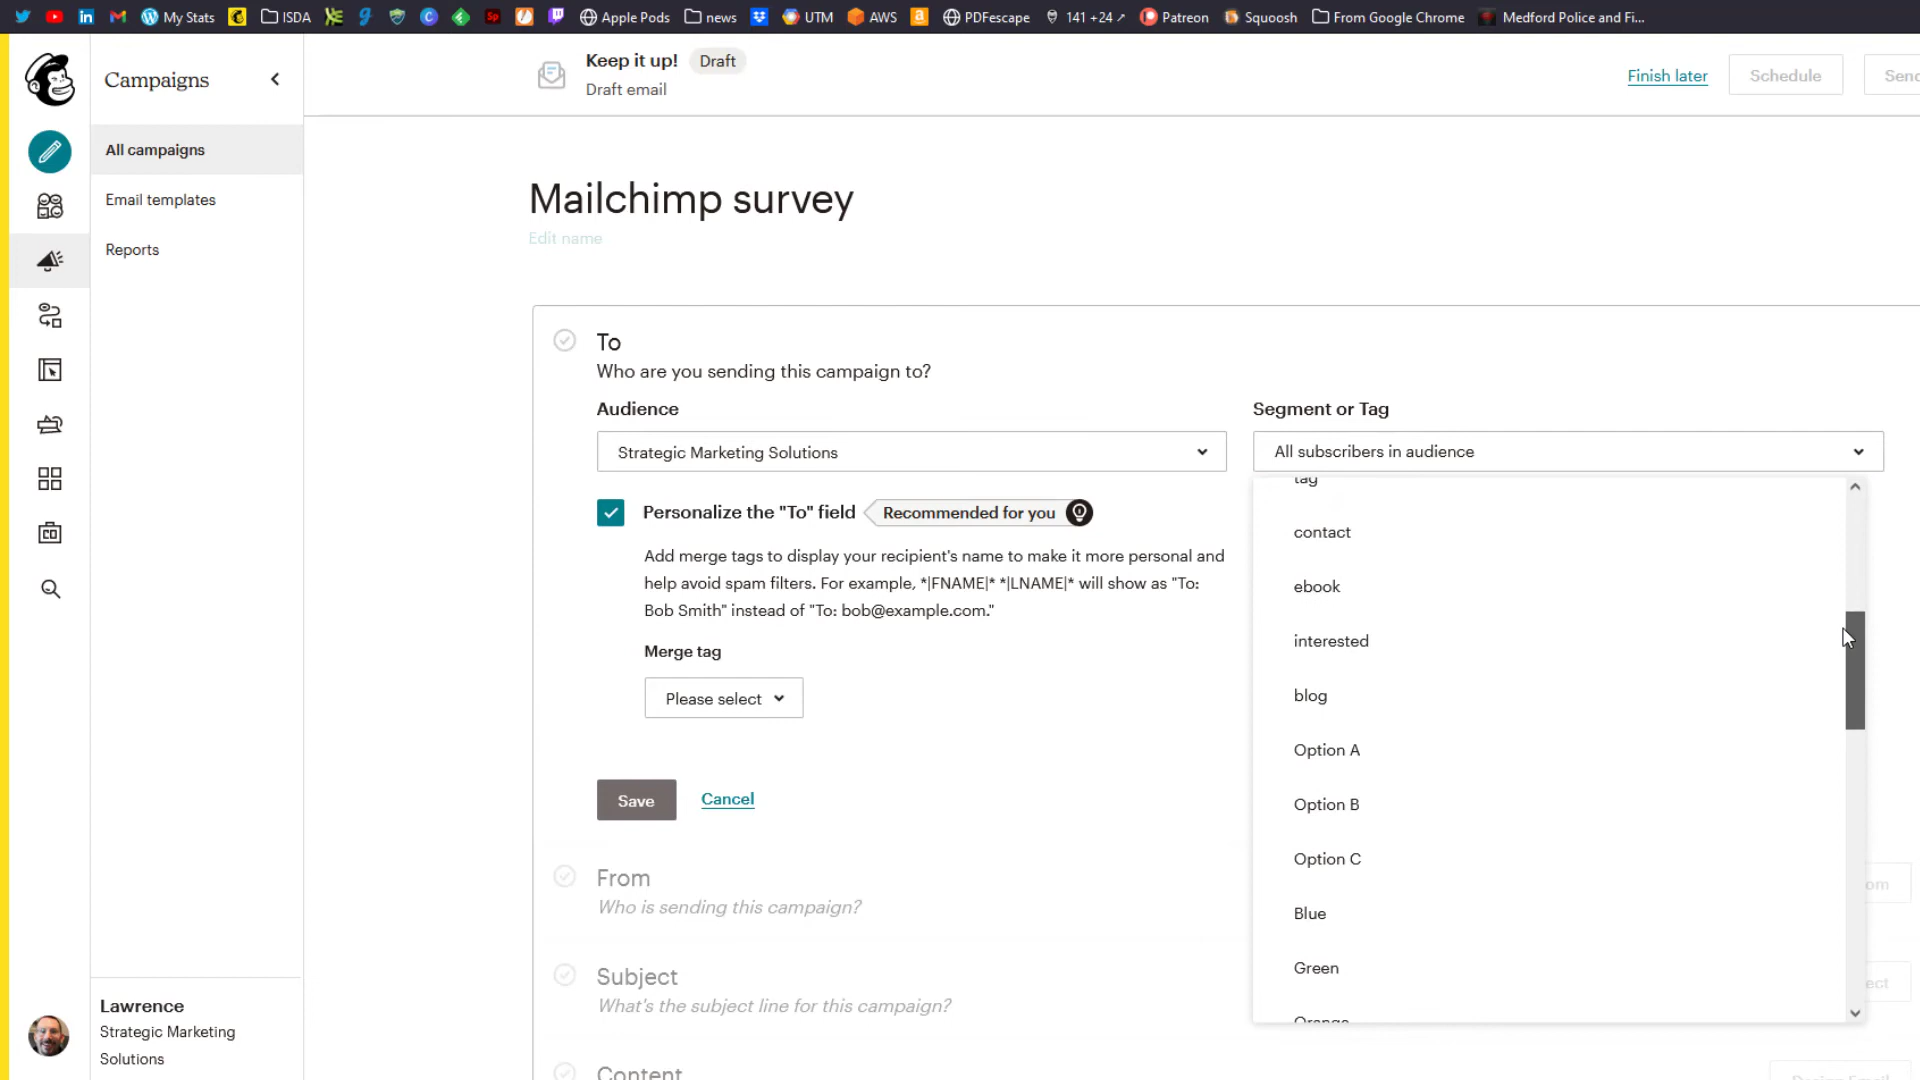 My Stats
ISDA
Apple Pods
news
UTM
AWS
PDFescape
141 +24
Patreon
Squoosh
From Google Chrome
Medford Police and Fi...
Campaigns
All campaigns
Email templates
Reports
Keep it up! Draft
Draft email
Finish later
Schedule
Send
Mailchimp survey
Edit name
To
Who are you sending this campaign to?
Audience
Strategic Marketing Solutions
Personalize the "To" field
Recommended for you
Add merge tags to display your recipient's name to make it more personal and
help avoid spam filters. For example, *|FNAME|* *|LNAME|* will show as "To:
Bob Smith" instead of "To: bob@example.com."
Merge tag
Please select
Save
Cancel
Segment or Tag
All subscribers in audience
tag
contact
ebook
interested
blog
Option A
Option B
Option C
Blue
Green
Orange
From
Who is sending this campaign?
om
Subject
What's the subject line for this campaign?
ect
Content
Design Email
Lawrence
Strategic Marketing
Solutions